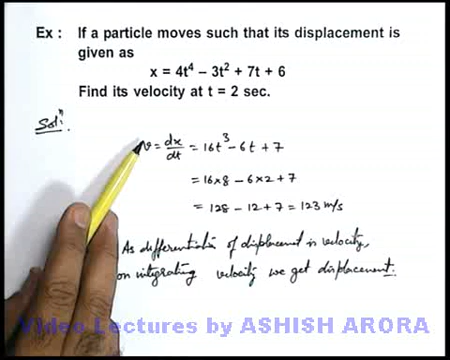 Ex : If a particle moves such that its displacement is
given as
x = 4t⁴ – 3t² + 7t + 6
Find its velocity at t = 2 sec.
Solⁿ.
v = dx/dt = 16t³ - 6t + 7
= 16×8 - 6×2 + 7
= 128 - 12 + 7 = 123 m/s
As differentiation of displacement is velocity,
on integrating velocity we get displacement.
Video Lectures by ASHISH ARORA